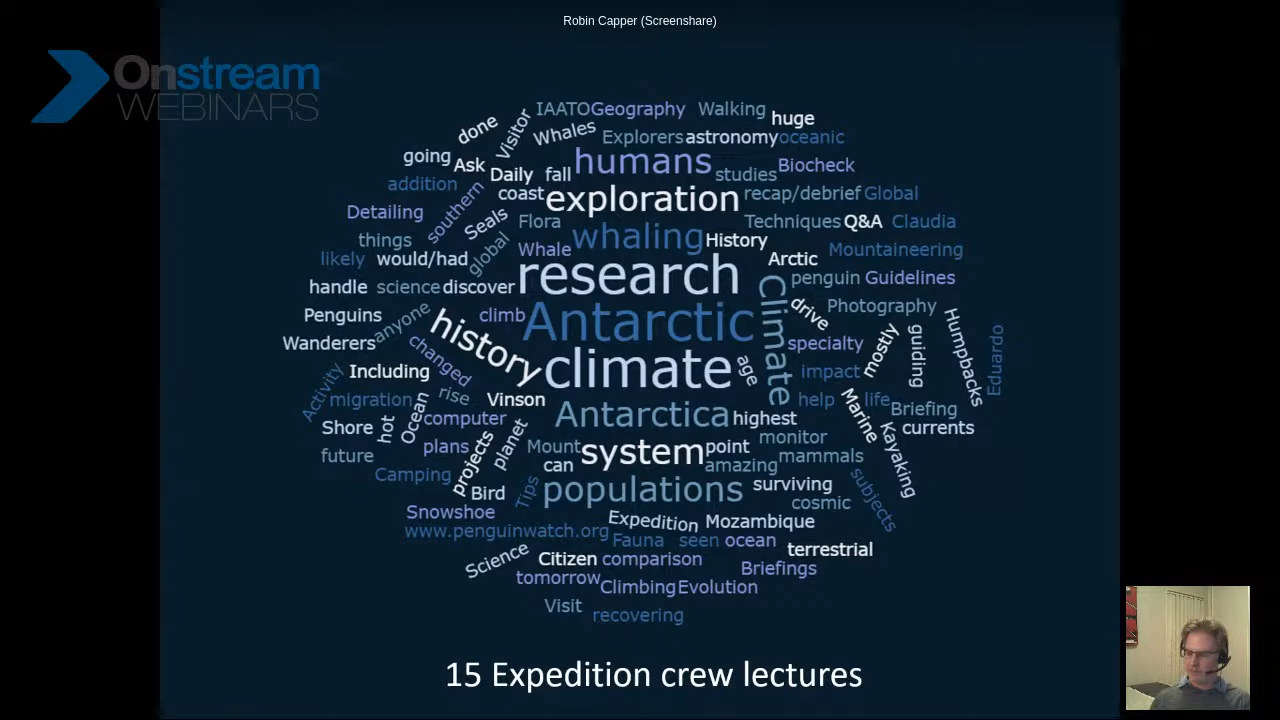 Robin Capper (Screenshare)
Onstream
WEBINARS
IAATO Geography Walking huge
done Visitor Whales Explorers astronomy oceanic
going Ask Daily fall humans studies Biocheck
addition southern coast exploration recap/debrief Global
Detailing Seals Flora Techniques Q&A Claudia
things global Whale whaling History Arctic Mountaineering
likely would/had
handle science discover research Climate penguin Guidelines
Penguins anyone history climb Antarctic drive Photography
Wanderers changed climate age specialty mostly guiding Humpbacks Eduardo
Activity Including impact
migration rise Vinson help life
Shore hot Ocean computer Antarctica highest Marine Briefing
currents
future plans projects planet Mount system point monitor Kayaking
Camping can amazing mammals
Bird Tips populations surviving cosmic subjects
Snowshoe
www.penguinwatch.org Expedition Mozambique
Fauna seen ocean terrestrial
Science Citizen comparison Briefings
tomorrow Climbing Evolution
Visit recovering
15 Expedition crew lectures